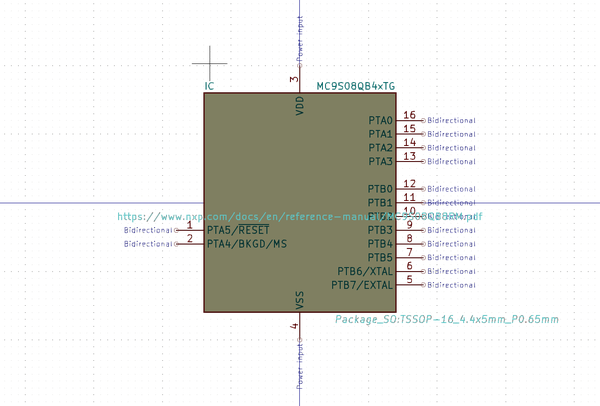 Power input
3
IC
MC9S08QB4xTG
VDD
PTA0 16 Bidirectional
PTA1 15 Bidirectional
PTA2 14 Bidirectional
PTA3 13 Bidirectional
PTB0 12 Bidirectional
PTB1 11 Bidirectional
10
https://www.nxp.com/docs/en/reference-manual/MC9S08QB8RM.pdf
Bidirectional 1 PTA5/RESET
PTB3 9 Bidirectional
Bidirectional 2 PTA4/BKGD/MS
PTB4 8 Bidirectional
PTB5 7 Bidirectional
PTB6/XTAL 6 Bidirectional
PTB7/EXTAL 5 Bidirectional
VSS
Package_SO:TSSOP-16_4.4x5mm_P0.65mm
4
Power input